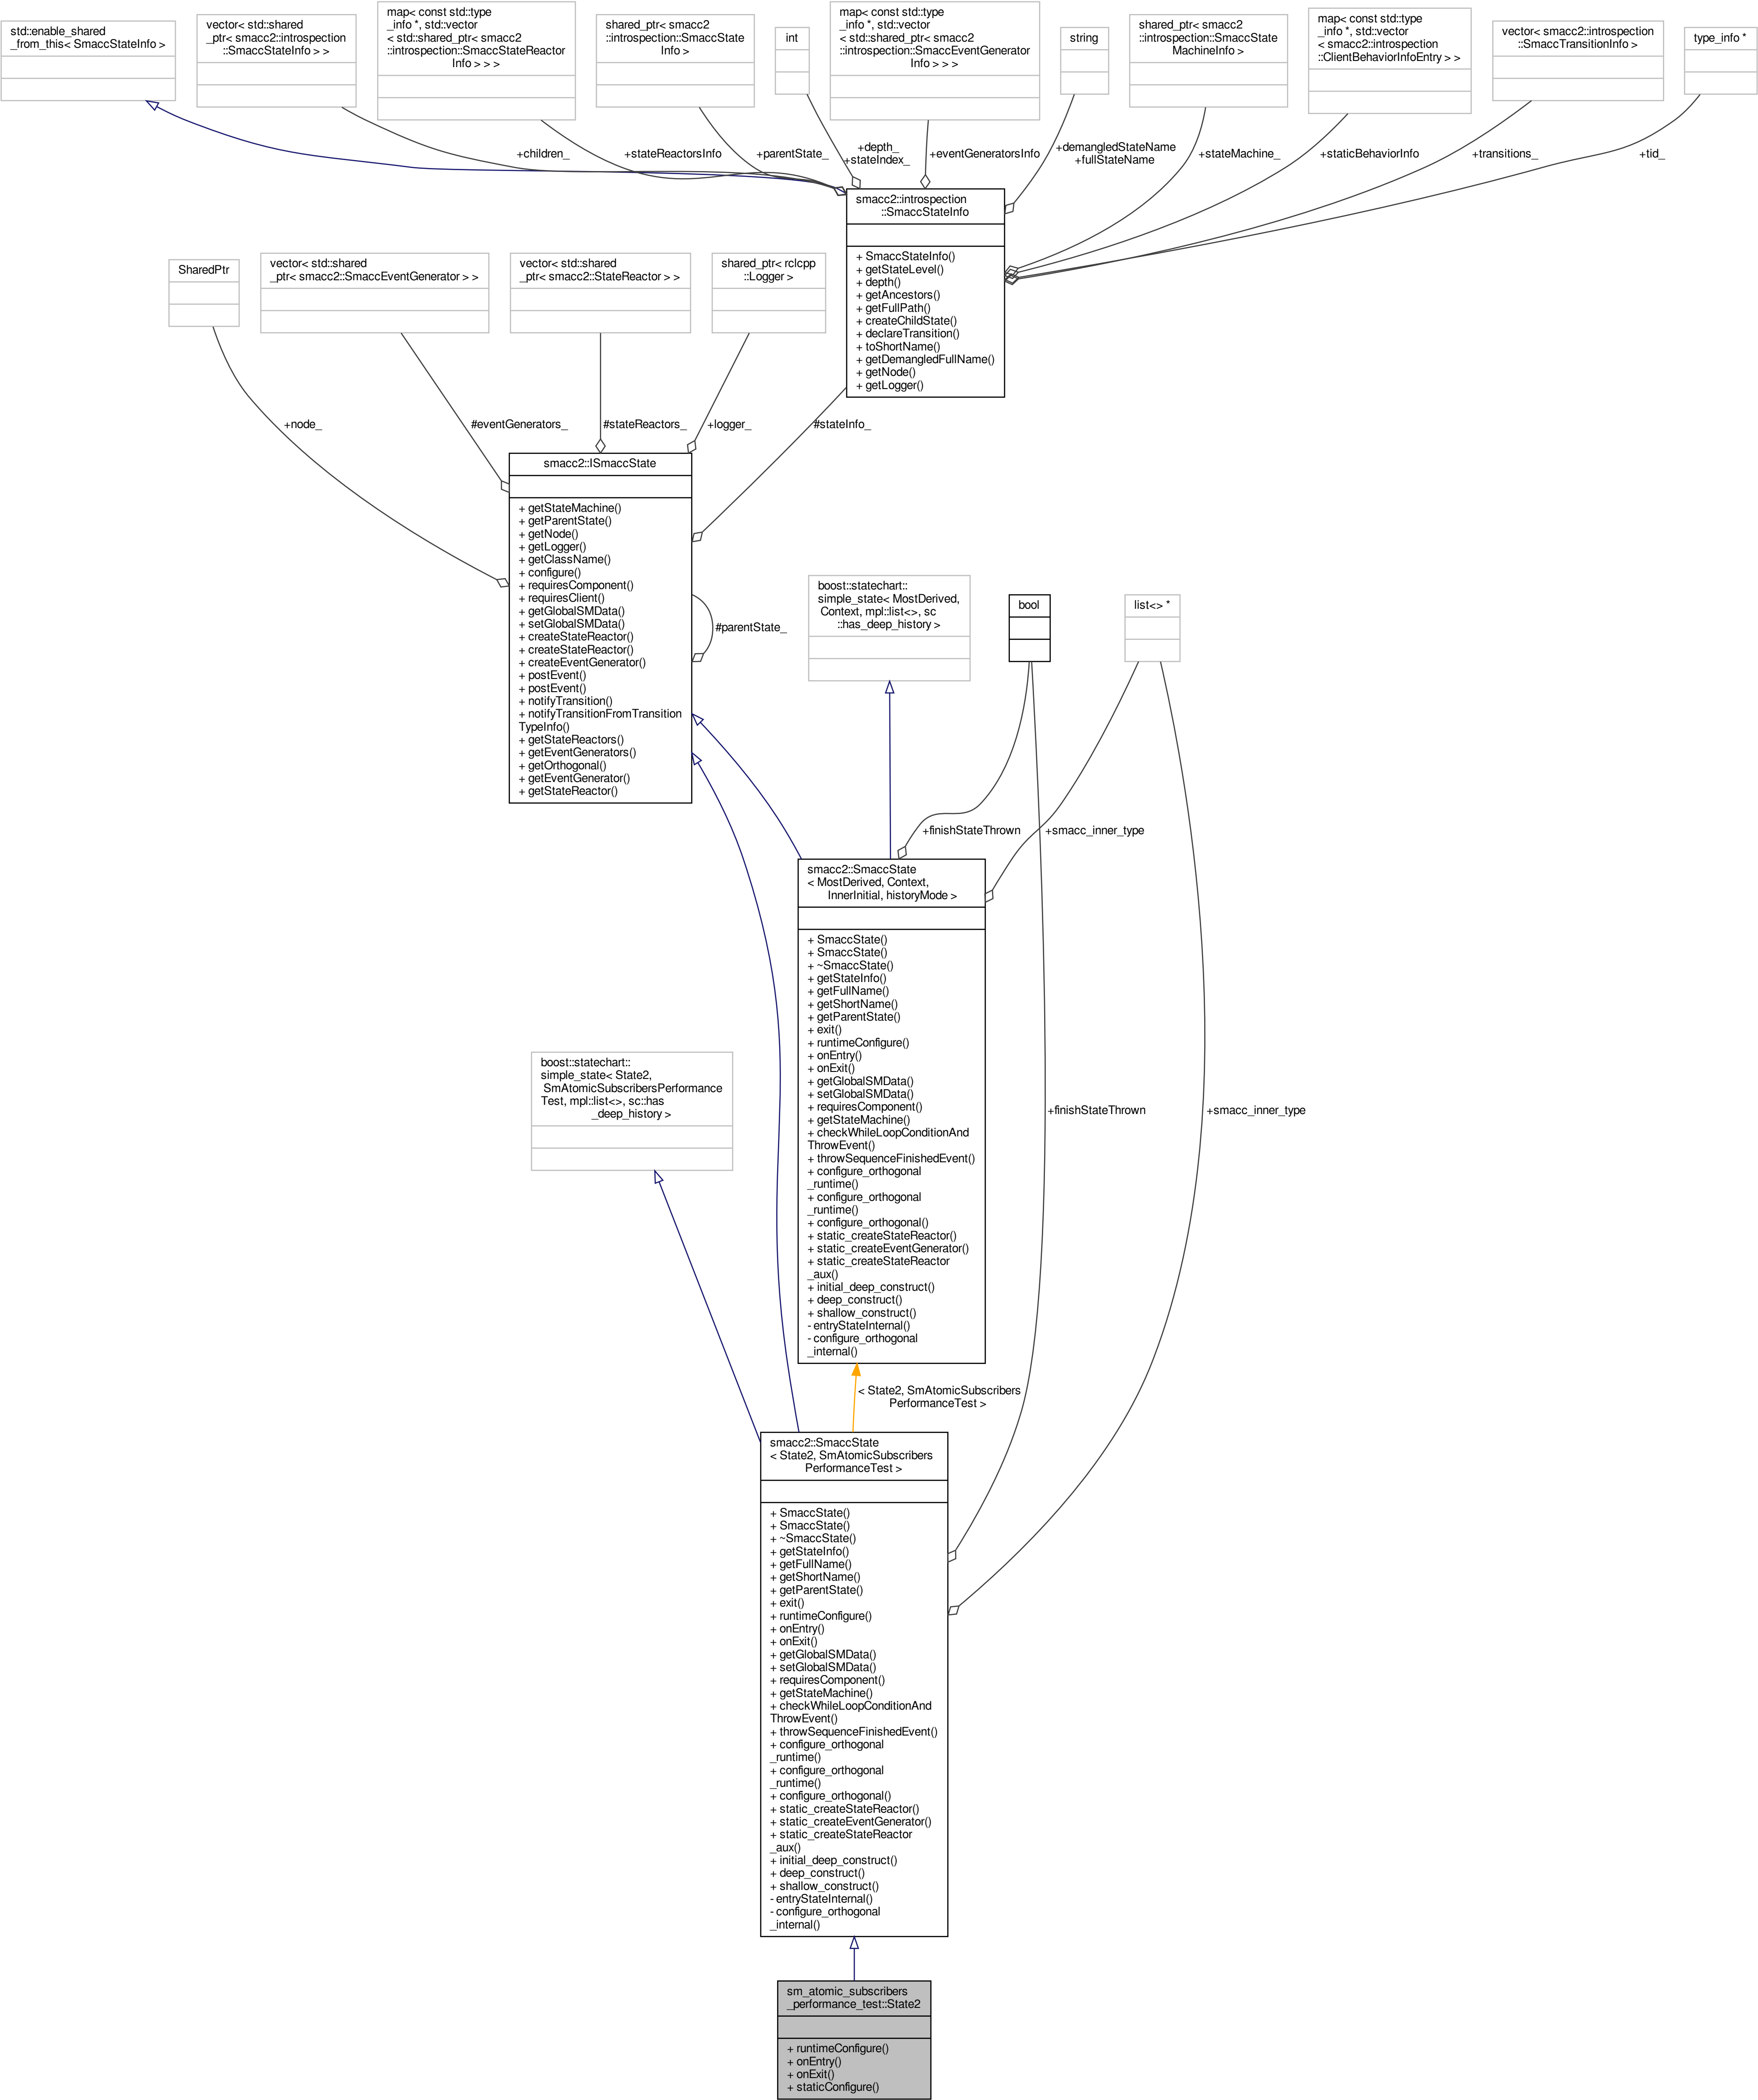 std::enable_shared
_from_this< SmaccStateInfo >
vector< std::shared
_ptr< smacc2::introspection
::SmaccStateInfo > >
map< const std::type
_info *, std::vector
< std::shared_ptr< smacc2
::introspection::SmaccStateReactor
Info > > >
shared_ptr< smacc2
::introspection::SmaccState
Info >
int
map< const std::type
_info *, std::vector
< std::shared_ptr< smacc2
::introspection::SmaccEventGenerator
Info > > >
string
shared_ptr< smacc2
::introspection::SmaccState
MachineInfo >
map< const std::type
_info *, std::vector
< smacc2::introspection
::ClientBehaviorInfoEntry > >
vector< smacc2::introspection
::SmaccTransitionInfo >
type_info *
+children_
+stateReactorsInfo
+parentState_
+depth_
+stateIndex_
+eventGeneratorsInfo
+demangledStateName
+fullStateName
+stateMachine_
+staticBehaviorInfo
+transitions_
+tid_
smacc2::introspection
::SmaccStateInfo
+ SmaccStateInfo()
+ getStateLevel()
+ depth()
+ getAncestors()
+ getFullPath()
+ createChildState()
+ declareTransition()
+ toShortName()
+ getDemangledFullName()
+ getNode()
+ getLogger()
SharedPtr
vector< std::shared
_ptr< smacc2::SmaccEventGenerator > >
vector< std::shared
_ptr< smacc2::StateReactor > >
shared_ptr< rclcpp
::Logger >
+node_
#eventGenerators_
#stateReactors_
+logger_
#stateInfo_
smacc2::ISmaccState
+ getStateMachine()
+ getParentState()
+ getNode()
+ getLogger()
+ getClassName()
+ configure()
+ requiresComponent()
+ requiresClient()
+ getGlobalSMData()
+ setGlobalSMData()
+ createStateReactor()
+ createStateReactor()
+ createEventGenerator()
+ postEvent()
+ postEvent()
+ notifyTransition()
+ notifyTransitionFromTransition
TypeInfo()
+ getStateReactors()
+ getEventGenerators()
+ getOrthogonal()
+ getEventGenerator()
+ getStateReactor()
#parentState_
boost::statechart::
simple_state< MostDerived,
Context, mpl::list<>, sc
::has_deep_history >
bool
list<> *
+finishStateThrown
+smacc_inner_type
smacc2::SmaccState
< MostDerived, Context,
InnerInitial, historyMode >
+ SmaccState()
+ SmaccState()
+ ~SmaccState()
+ getStateInfo()
+ getFullName()
+ getShortName()
+ getParentState()
+ exit()
+ runtimeConfigure()
+ onEntry()
+ onExit()
+ getGlobalSMData()
+ setGlobalSMData()
+ requiresComponent()
+ getStateMachine()
+ checkWhileLoopConditionAnd
ThrowEvent()
+ throwSequenceFinishedEvent()
+ configure_orthogonal
_runtime()
+ configure_orthogonal
_runtime()
+ configure_orthogonal()
+ static_createStateReactor()
+ static_createEventGenerator()
+ static_createStateReactor
_aux()
+ initial_deep_construct()
+ deep_construct()
+ shallow_construct()
- entryStateInternal()
- configure_orthogonal
_internal()
boost::statechart::
simple_state< State2,
SmAtomicSubscribersPerformance
Test, mpl::list<>, sc::has
_deep_history >
+finishStateThrown
+smacc_inner_type
< State2, SmAtomicSubscribers
PerformanceTest >
smacc2::SmaccState
< State2, SmAtomicSubscribers
PerformanceTest >
+ SmaccState()
+ SmaccState()
+ ~SmaccState()
+ getStateInfo()
+ getFullName()
+ getShortName()
+ getParentState()
+ exit()
+ runtimeConfigure()
+ onEntry()
+ onExit()
+ getGlobalSMData()
+ setGlobalSMData()
+ requiresComponent()
+ getStateMachine()
+ checkWhileLoopConditionAnd
ThrowEvent()
+ throwSequenceFinishedEvent()
+ configure_orthogonal
_runtime()
+ configure_orthogonal
_runtime()
+ configure_orthogonal()
+ static_createStateReactor()
+ static_createEventGenerator()
+ static_createStateReactor
_aux()
+ initial_deep_construct()
+ deep_construct()
+ shallow_construct()
- entryStateInternal()
- configure_orthogonal
_internal()
sm_atomic_subscribers
_performance_test::State2
+ runtimeConfigure()
+ onEntry()
+ onExit()
+ staticConfigure()